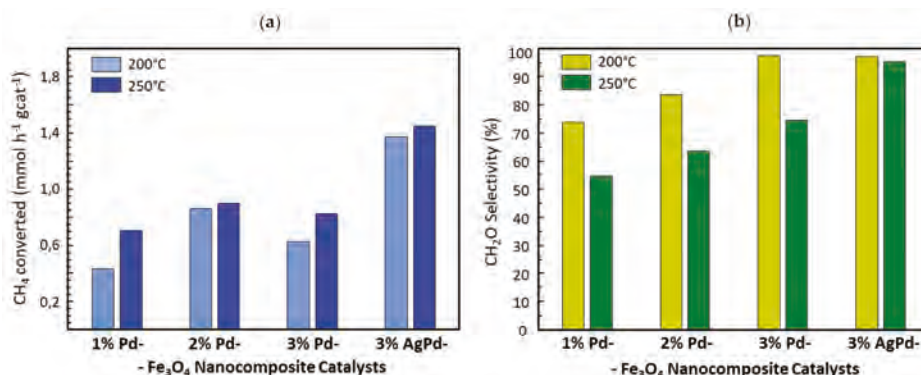 (a)
CH₄ converted (mmol h⁻¹ gcat⁻¹)
1,8
1,4
1,0
0,6
0,2
200°C
250°C
1% Pd- 2% Pd- 3% Pd- 3% AgPd-
- Fe₃O₄ Nanocomposite Catalysts
(b)
CH₂O Selectivity (%)
100
90
80
70
60
50
40
30
20
10
0
200°C
250°C
1% Pd- 2% Pd- 3% Pd- 3% AgPd-
- Fe₃O₄ Nanocomposite Catalysts